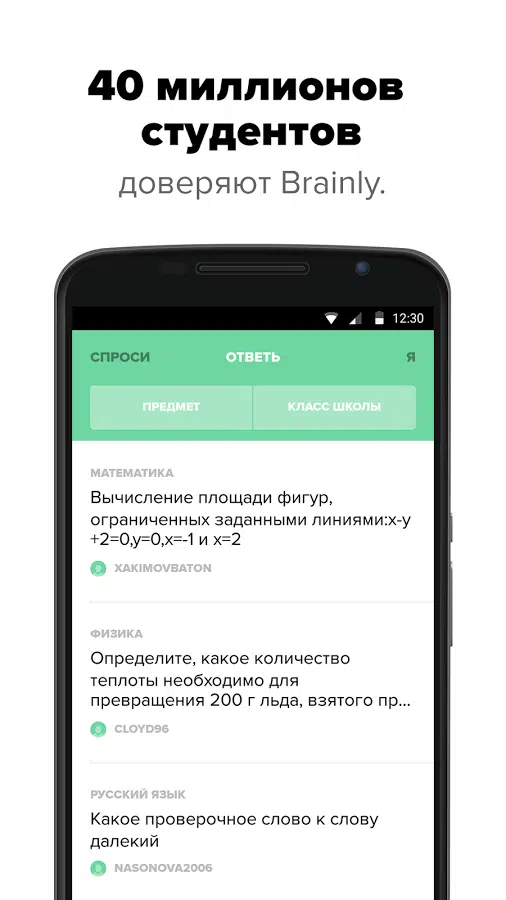 40 миллионов
студентов
доверяют Brainly.
12:30
СПРОСИ ОТВЕТЬ Я
ПРЕДМЕТ КЛАСС ШКОЛЫ
МАТЕМАТИКА
Вычисление площади фигур,
ограниченных заданными линиями:x-y
+2=0,y=0,x=-1 и x=2
XAKIMOVBATON
ФИЗИКА
Определите, какое количество
теплоты необходимо для
превращения 200 г льда, взятого пр...
CLOYD96
РУССКИЙ ЯЗЫК
Какое проверочное слово к слову
далекий
NASONOVA2006